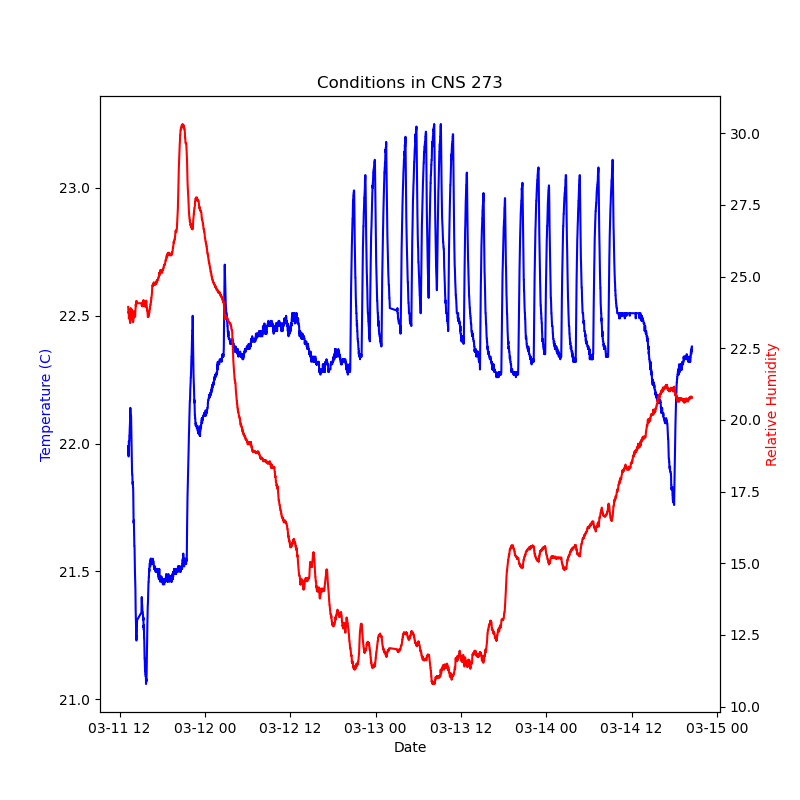 Conditions in CNS 273
23.0
22.5
22.0
21.5
21.0
Temperature (C)
30.0
27.5
25.0
22.5
20.0
17.5
15.0
12.5
10.0
Relative Humidity
03-11 12 03-12 00 03-12 12 03-13 00 03-13 12 03-14 00 03-14 12 03-15 00
Date